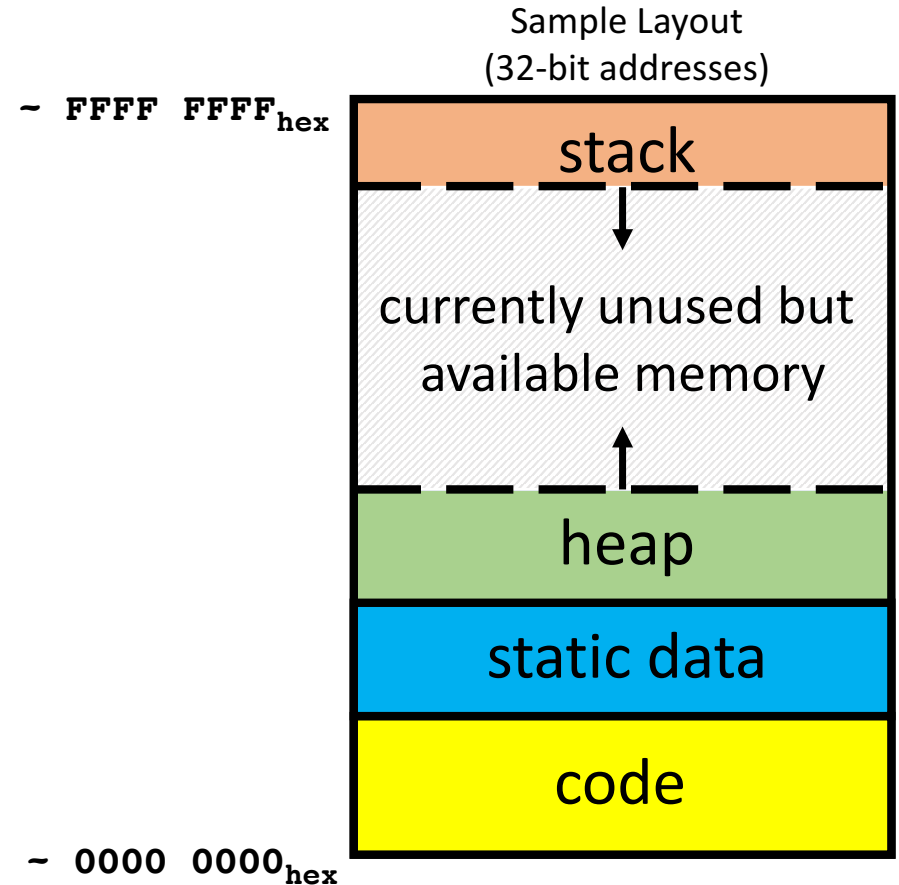 Sample Layout
(32-bit addresses)
~ FFFF FFFFhex
stack
currently unused but
available memory
heap
static data
code
~ 0000 0000hex